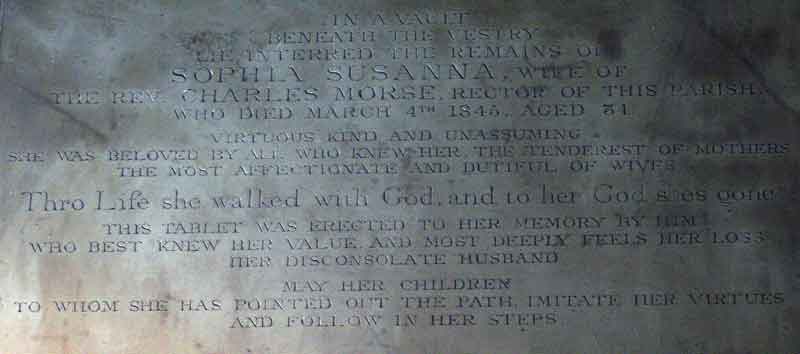 IN A VAULT
BENEATH THE VESTRY
LIE INTERRED THE REMAINS OF
SOPHIA SUSANNA, WIFE OF
THE REV. CHARLES MORSE, RECTOR OF THIS PARISH,
WHO DIED MARCH 4TH 1845, AGED 31.
VIRTUOUS KIND AND UNASSUMING
SHE WAS BELOVED BY ALL WHO KNEW HER, THE TENDEREST OF MOTHERS
THE MOST AFFECTIONATE AND DUTIFUL OF WIVES
Thro Life she walked with God, and to her God shes gone
THIS TABLET WAS ERECTED TO HER MEMORY BY HIM
WHO BEST KNEW HER VALUE, AND MOST DEEPLY FEELS HER LOSS
HER DISCONSOLATE HUSBAND
MAY HER CHILDREN
TO WHOM SHE HAS POINTED OUT THE PATH, IMITATE HER VIRTUES
AND FOLLOW IN HER STEPS